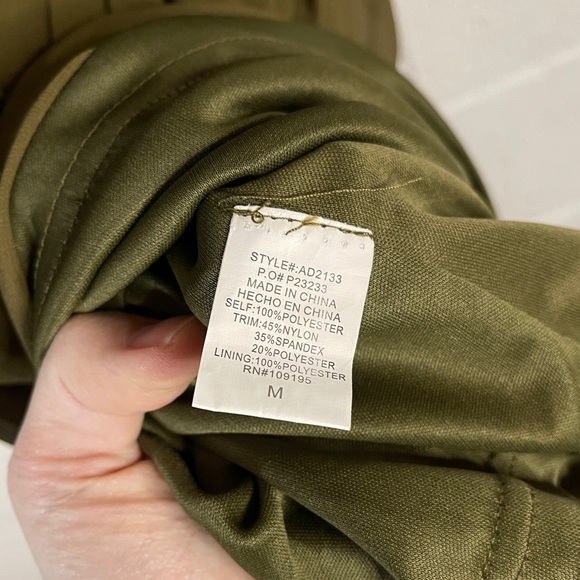 STYLE#:AD2133
P.O# P23233
MADE IN CHINA
HECHO EN CHINA
SELF:100%POLYESTER
TRIM:45%NYLON
35%SPANDEX
20%POLYESTER
LINING:100%POLYESTER
RN#109195
M